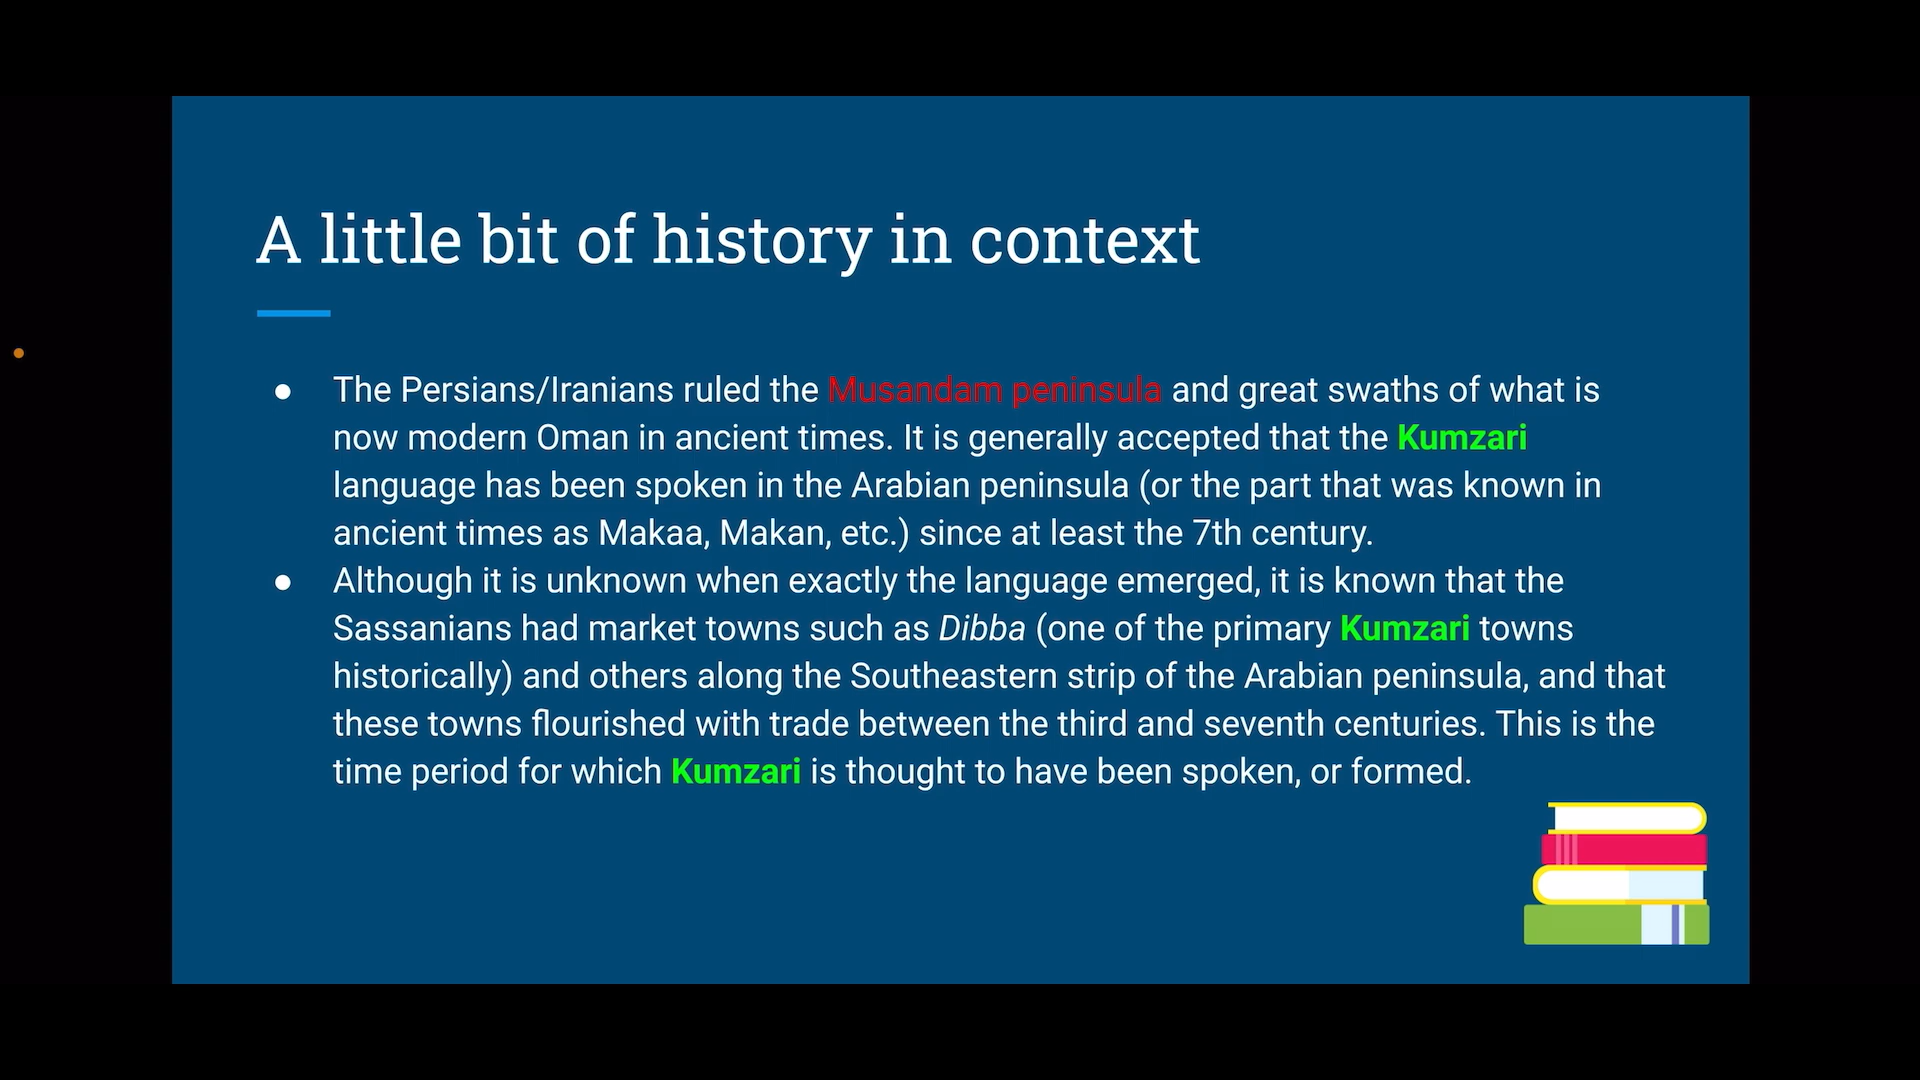 A little bit of history in context
● The Persians/Iranians ruled the Musandam peninsula and great swaths of what is
now modern Oman in ancient times. It is generally accepted that the Kumzari
language has been spoken in the Arabian peninsula (or the part that was known in
ancient times as Makaa, Makan, etc.) since at least the 7th century.
● Although it is unknown when exactly the language emerged, it is known that the
Sassanians had market towns such as Dibba (one of the primary Kumzari towns
historically) and others along the Southeastern strip of the Arabian peninsula, and that
these towns flourished with trade between the third and seventh centuries. This is the
time period for which Kumzari is thought to have been spoken, or formed.